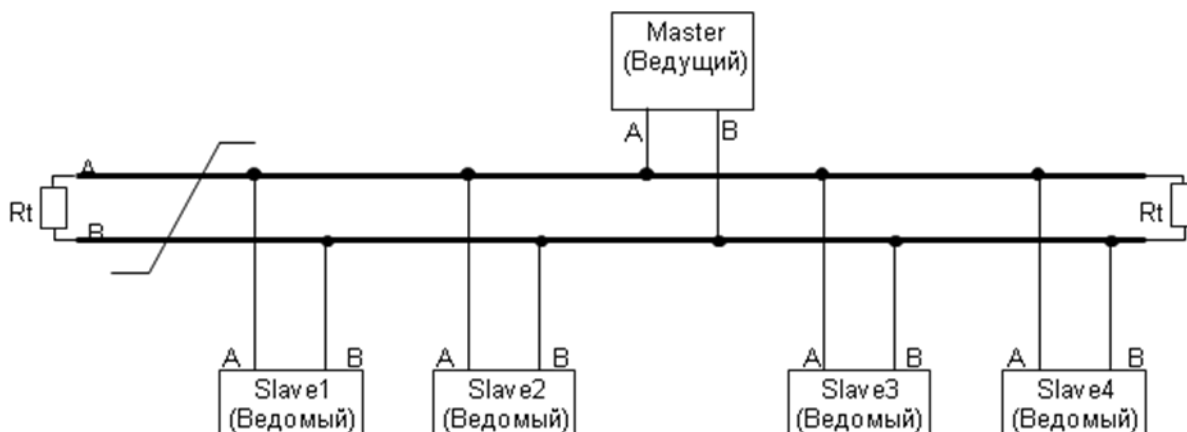 Master
(Ведущий)
A B
A
Rt Rt
B
A B A B A B A B
Slave1 Slave2 Slave3 Slave4
(Ведомый) (Ведомый) (Ведомый) (Ведомый)